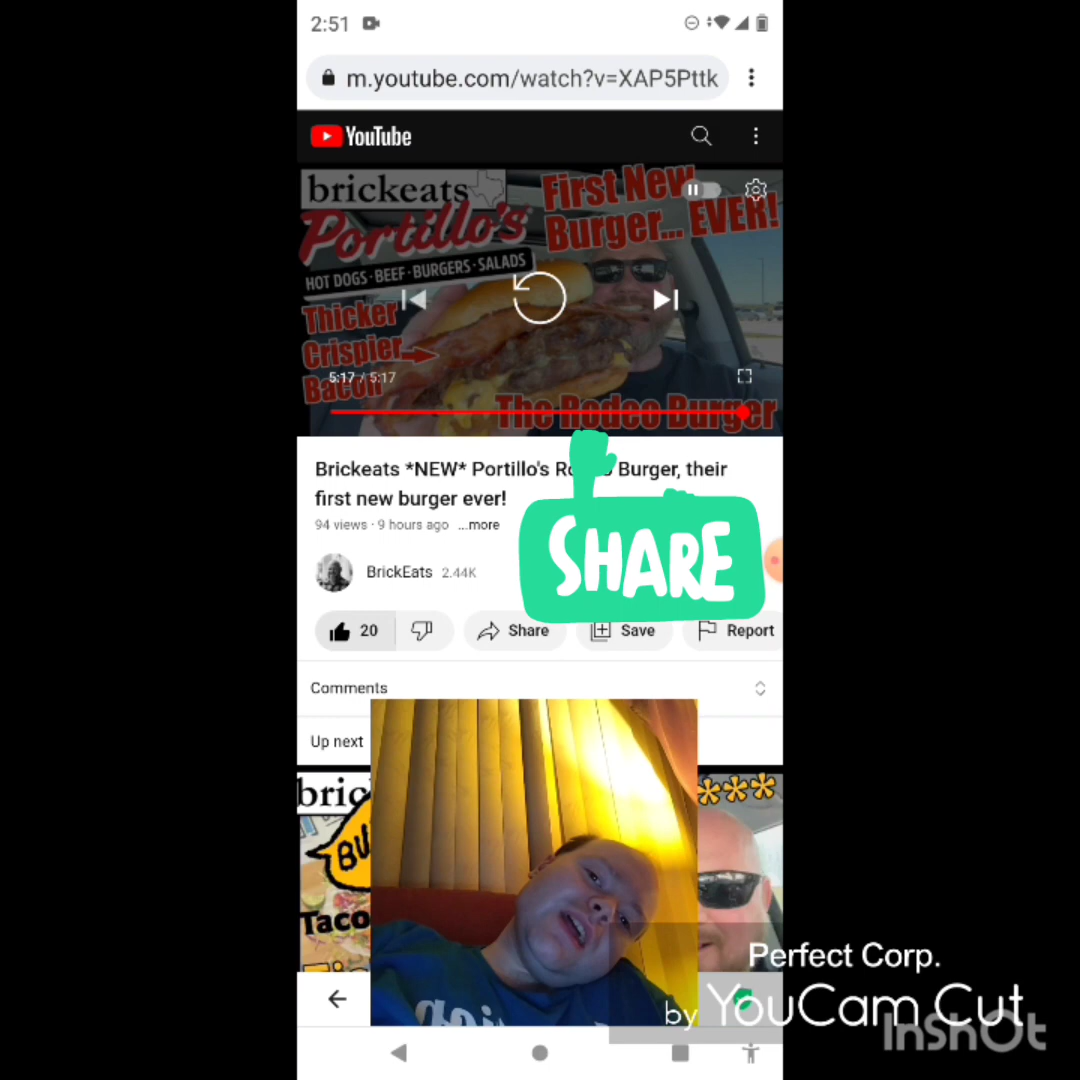 2:51
m.youtube.com/watch?v=XAP5Pttk
YouTube
brickeats
First New
Burger... EVER!
Portillo's
HOT DOGS·BEEF·BURGERS·SALADS
Thicker
Crispier
Bacon
5:17 / 5:17
The Rodeo Burger
Brickeats *NEW* Portillo's Burger, their
first new burger ever!
94 views · 9 hours ago ...more
SHARE
BrickEats 2.44K
20
Share
Save
Report
Comments
Up next
***
Taco
Perfect Corp.
by YouCam Cut
InShOt